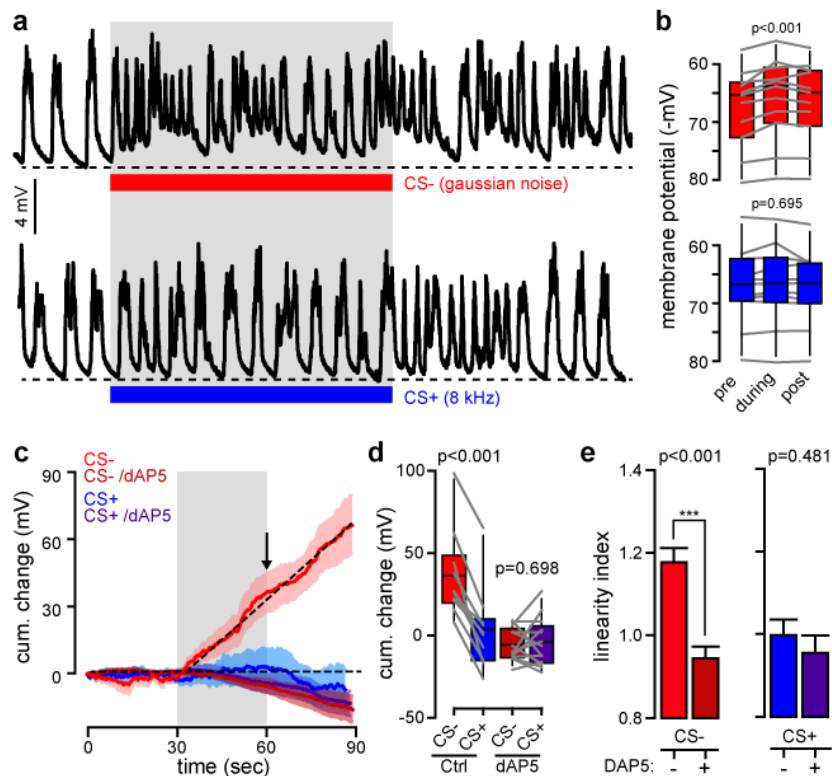 a
CS- (gaussian noise)
4 mV
CS+ (8 kHz)
b
p<0.001
60
70
80
p=0.695
60
70
80
membrane potential (-mV)
pre
during
post
c
CS-
CS- /dAP5
CS+
CS+ /dAP5
90
60
30
0
cum. change (mV)
0
30
60
90
time (sec)
d
p<0.001
p=0.698
100
50
0
-50
cum. change (mV)
CS-
CS+
CS-
CS+
Ctrl
dAP5
e
p<0.001
p=0.481
***
1.4
1.2
1.0
0.8
linearity index
CS-
CS+
DAP5: - + - +